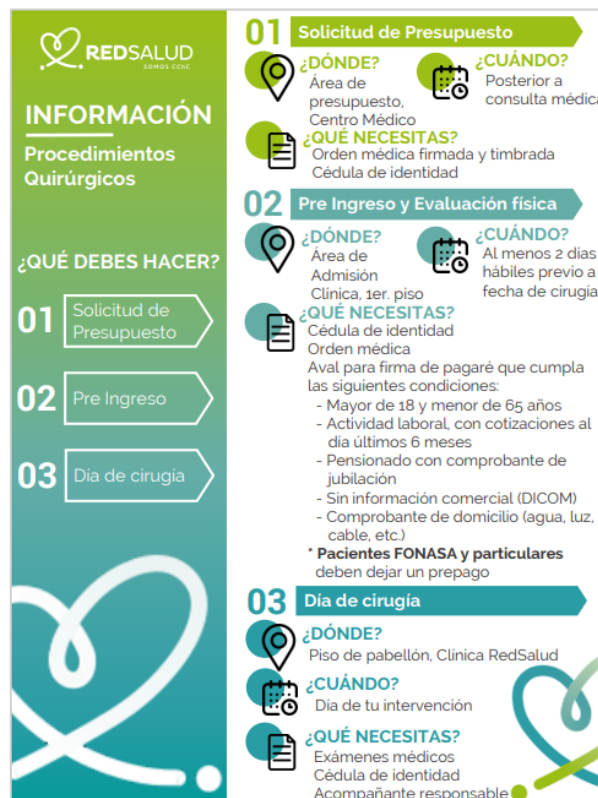 REDSALUD
SOMOS CChC
INFORMACIÓN
Procedimientos
Quirúrgicos
¿QUÉ DEBES HACER?
01
Solicitud de
Presupuesto
02
Pre Ingreso
03
Día de cirugía
01 Solicitud de Presupuesto
¿DÓNDE?
Área de
presupuesto,
Centro Médico
¿CUÁNDO?
Posterior a
consulta médica
¿QUÉ NECESITAS?
Orden médica firmada y timbrada
Cédula de identidad
02 Pre Ingreso y Evaluación física
¿DÓNDE?
Área de
Admisión
Clínica, 1er. piso
¿CUÁNDO?
Al menos 2 días
hábiles previo a
fecha de cirugía
¿QUÉ NECESITAS?
Cédula de identidad
Orden médica
Aval para firma de pagaré que cumpla
las siguientes condiciones:
- Mayor de 18 y menor de 65 años
- Actividad laboral, con cotizaciones al
día últimos 6 meses
- Pensionado con comprobante de
jubilación
- Sin información comercial (DICOM)
- Comprobante de domicilio (agua, luz,
cable, etc.)
* Pacientes FONASA y particulares
deben dejar un prepago
03 Día de cirugía
¿DÓNDE?
Piso de pabellón, Clínica RedSalud
¿CUÁNDO?
Día de tu intervención
¿QUÉ NECESITAS?
Exámenes médicos
Cédula de identidad
Acompañante responsable